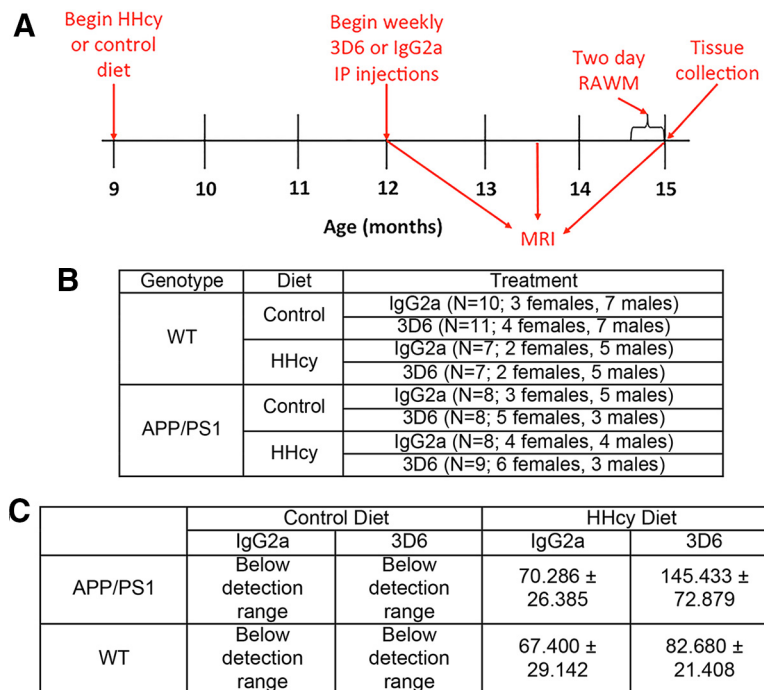 A
Begin HHcy
or control
diet
Begin weekly
3D6 or IgG2a
IP injections
Two day
RAWM
Tissue
collection
9 10 11 12 13 14 15
Age (months)
MRI
B
Genotype Diet Treatment
WT
Control
IgG2a (N=10; 3 females, 7 males)
3D6 (N=11; 4 females, 7 males)
HHcy
IgG2a (N=7; 2 females, 5 males)
3D6 (N=7; 2 females, 5 males)
APP/PS1
Control
IgG2a (N=8; 3 females, 5 males)
3D6 (N=8; 5 females, 3 males)
HHcy
IgG2a (N=8; 4 females, 4 males)
3D6 (N=9; 6 females, 3 males)
C
Control Diet HHcy Diet
IgG2a 3D6 IgG2a 3D6
APP/PS1
Below
detection
range
Below
detection
range
70.286 ±
26.385
145.433 ±
72.879
WT
Below
detection
range
Below
detection
range
67.400 ±
29.142
82.680 ±
21.408